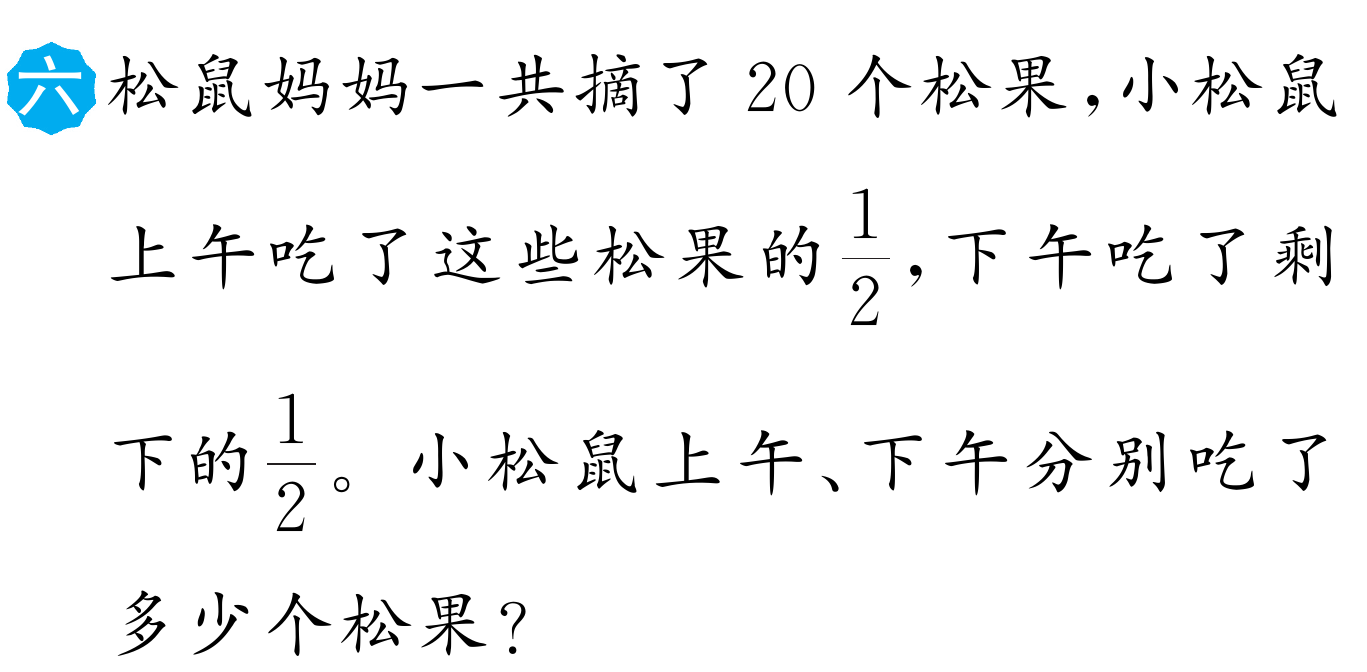 六 松鼠妈妈一共摘了 20 个松果,小松鼠
上午吃了这些松果的1/2,下午吃了剩
下的1/2。小松鼠上午、下午分别吃了
多少个松果?